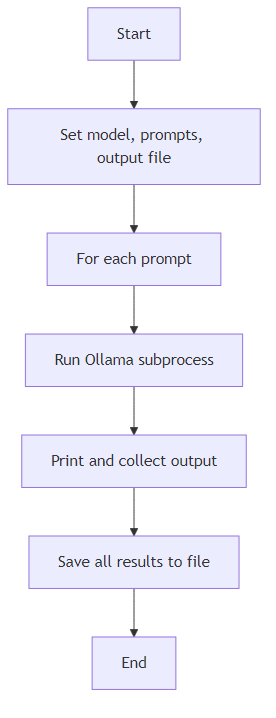 Start
Set model, prompts,
output file
For each prompt
Run Ollama subprocess
Print and collect output
Save all results to file
End